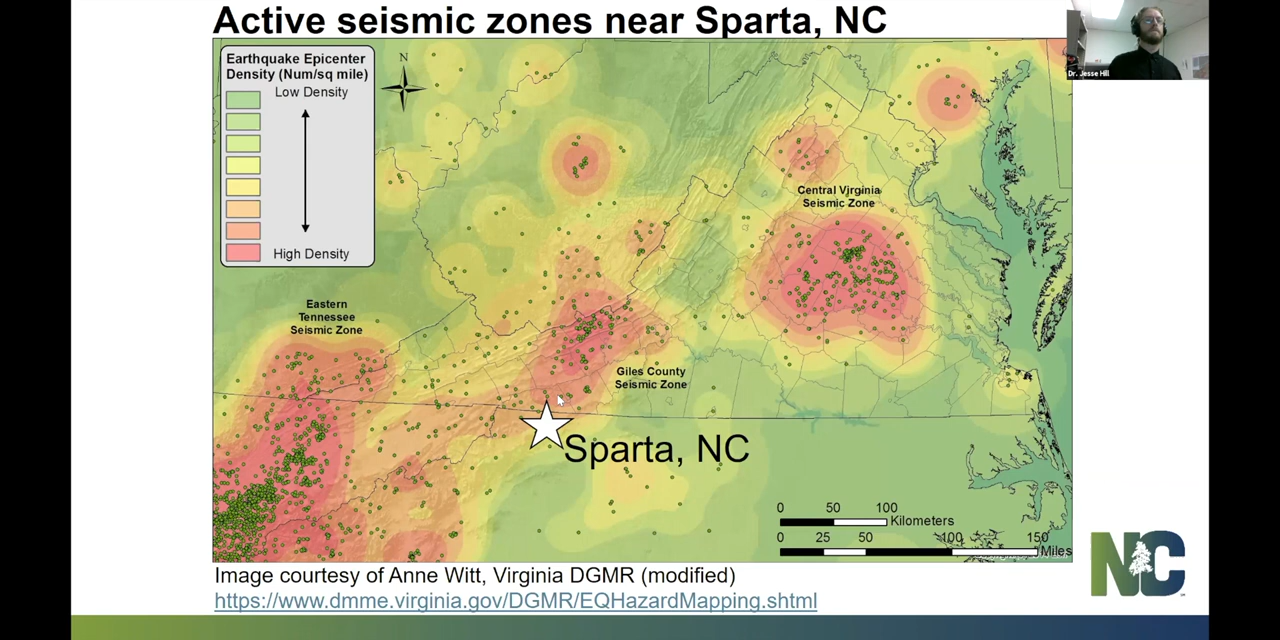 Active seismic zones near Sparta, NC
Dr. Jesse Hill
Earthquake Epicenter
Density (Num/sq mile)
Low Density
High Density
N
Central Virginia
Seismic Zone
Eastern
Tennessee
Seismic Zone
Giles County
Seismic Zone
Sparta, NC
0 50 100
Kilometers
0 25 50 100 150
Miles
Image courtesy of Anne Witt, Virginia DGMR (modified)
https://www.dmme.virginia.gov/DGMR/EQHazardMapping.shtml
NC